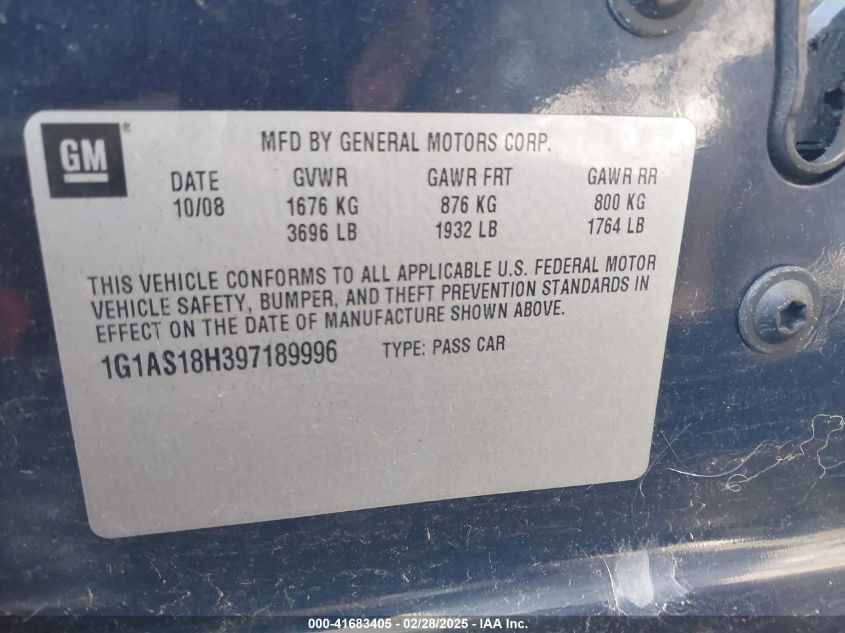 GM®
MFD BY GENERAL MOTORS CORP.
DATE GVWR GAWR FRT GAWR RR
10/08 1676 KG 876 KG 800 KG
3696 LB 1932 LB 1764 LB
THIS VEHICLE CONFORMS TO ALL APPLICABLE U.S. FEDERAL MOTOR
VEHICLE SAFETY, BUMPER, AND THEFT PREVENTION STANDARDS IN
EFFECT ON THE DATE OF MANUFACTURE SHOWN ABOVE.
1G1AS18H397189996 TYPE: PASS CAR
000-41683405 - 02/28/2025 - IAA Inc.